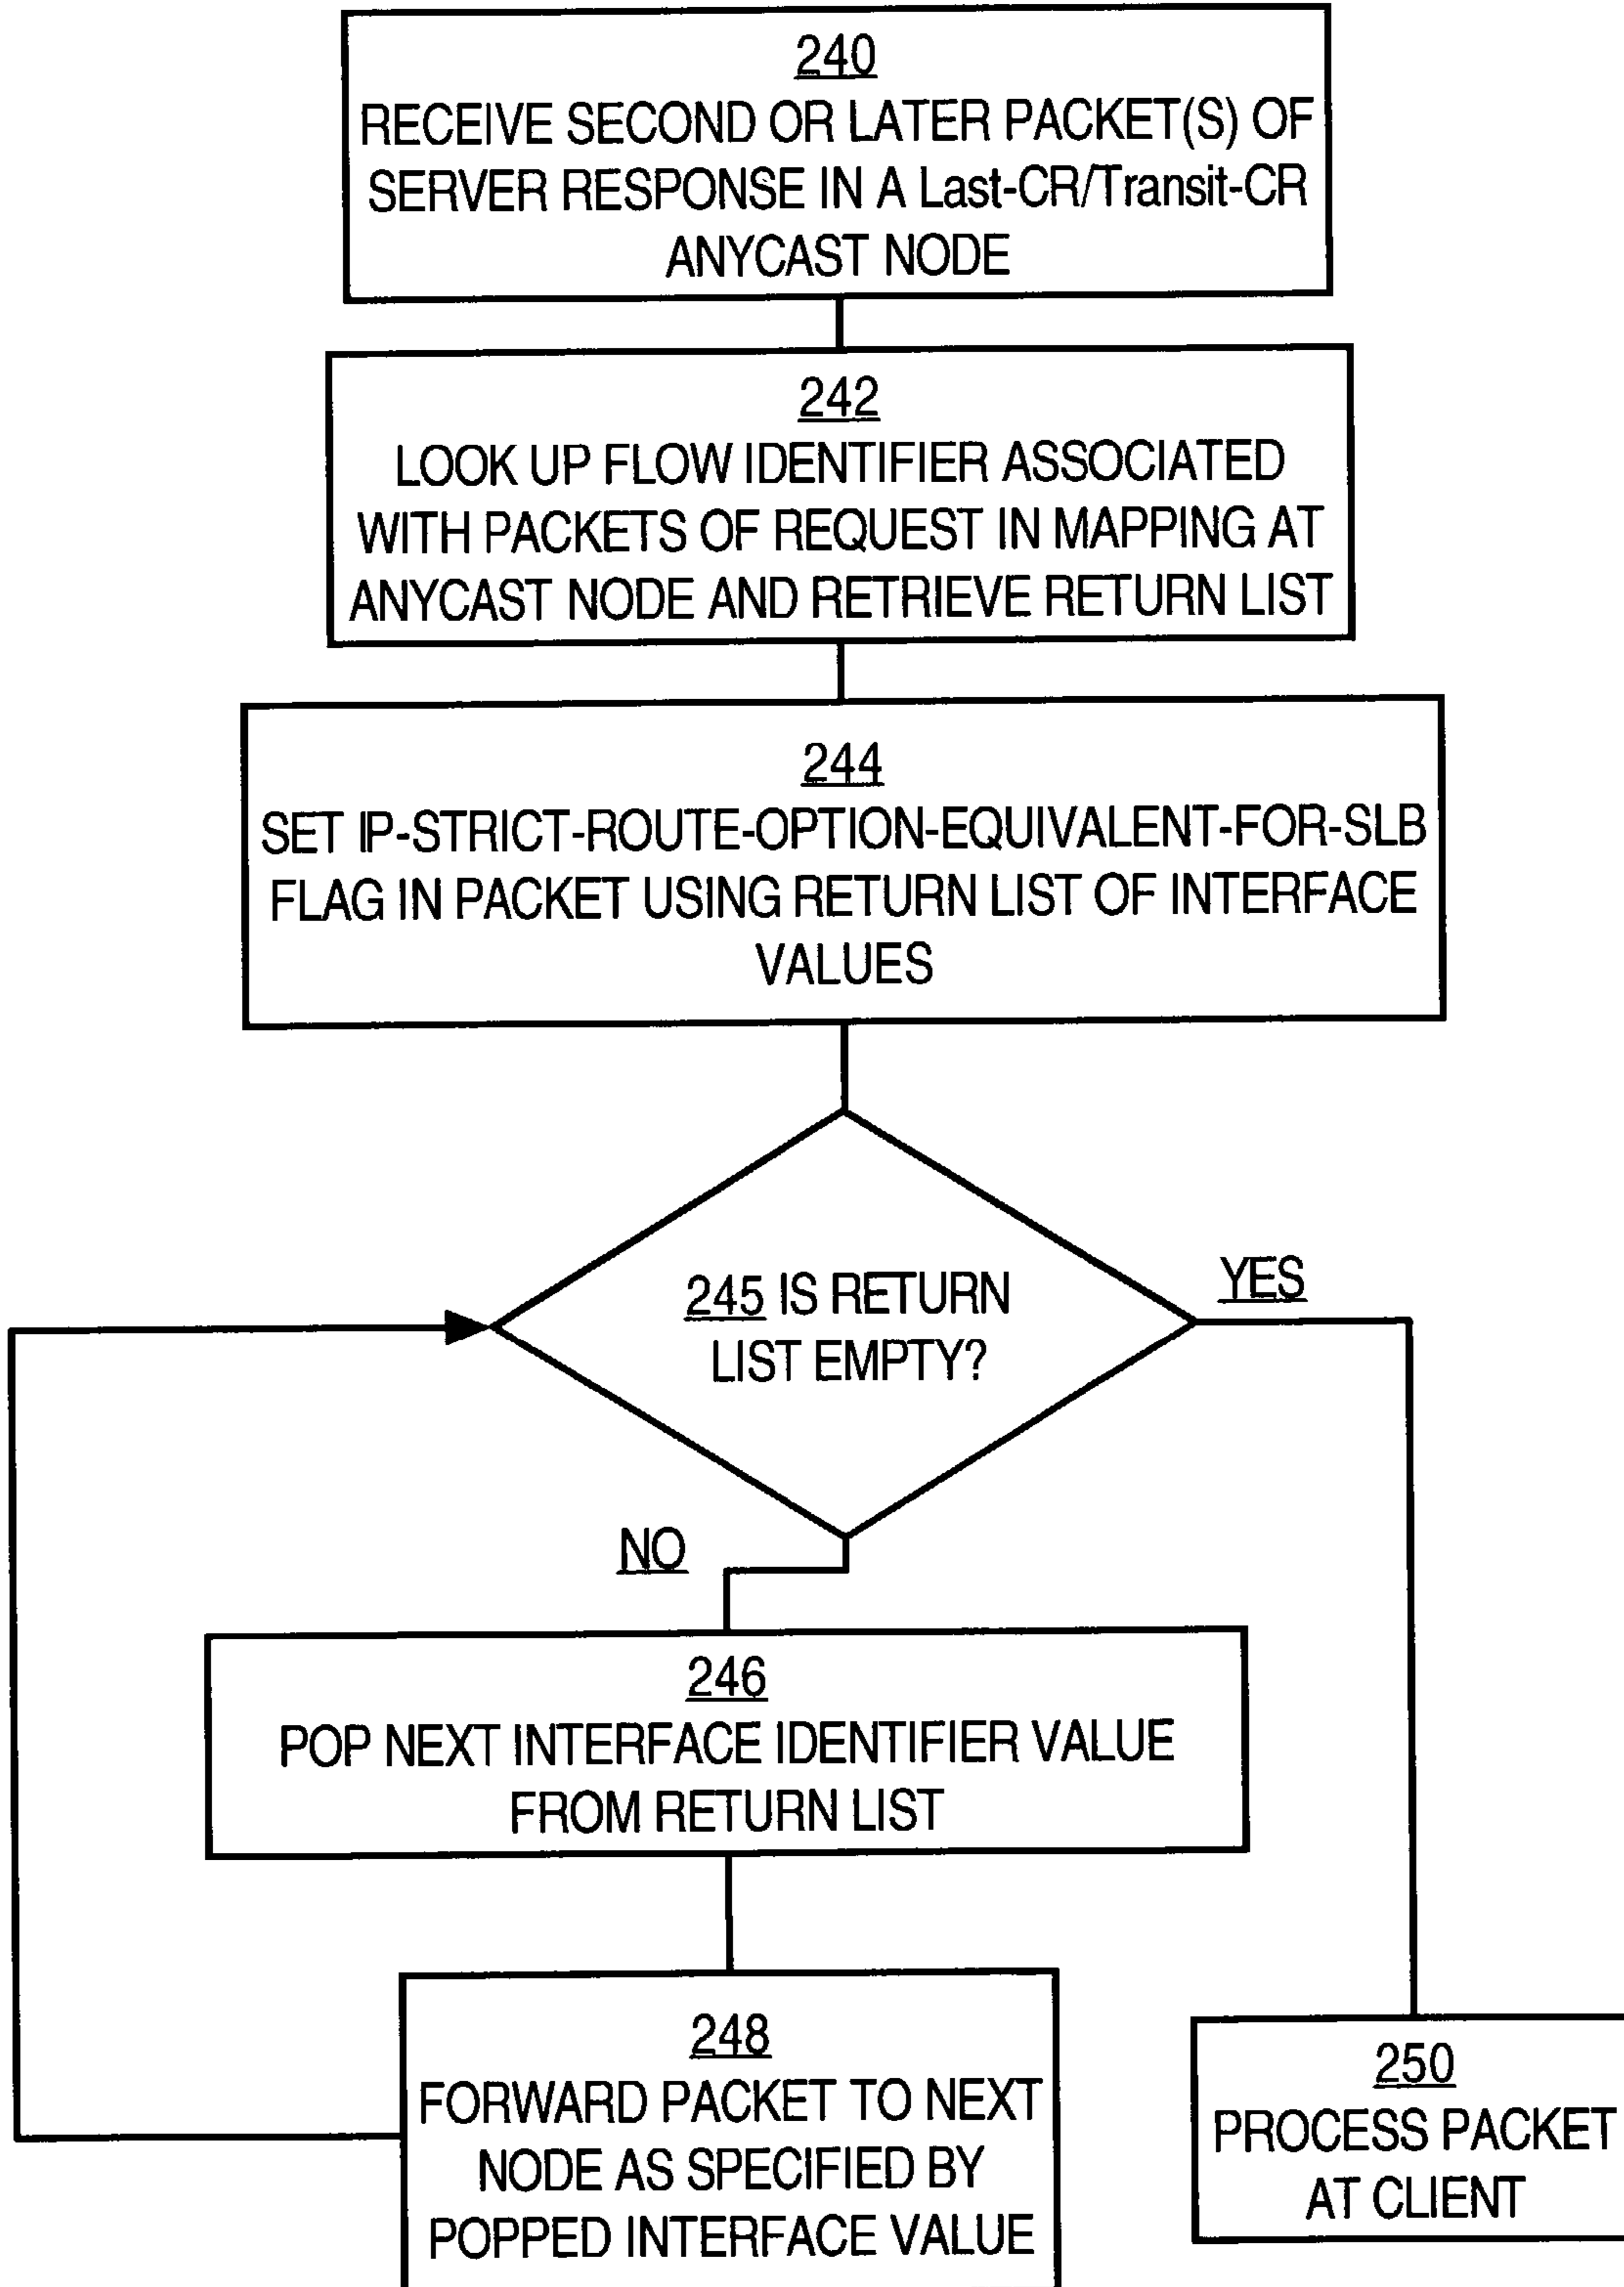 240
RECEIVE SECOND OR LATER PACKET(S) OF
SERVER RESPONSE IN A Last-CR/Transit-CR
ANYCAST NODE
242
LOOK UP FLOW IDENTIFIER ASSOCIATED
WITH PACKETS OF REQUEST IN MAPPING AT
ANYCAST NODE AND RETRIEVE RETURN LIST
244
SET IP-STRICT-ROUTE-OPTION-EQUIVALENT-FOR-SLB
FLAG IN PACKET USING RETURN LIST OF INTERFACE
VALUES
245 IS RETURN
LIST EMPTY?
YES
NO
246
POP NEXT INTERFACE IDENTIFIER VALUE
FROM RETURN LIST
248
FORWARD PACKET TO NEXT
NODE AS SPECIFIED BY
POPPED INTERFACE VALUE
250
PROCESS PACKET
AT CLIENT